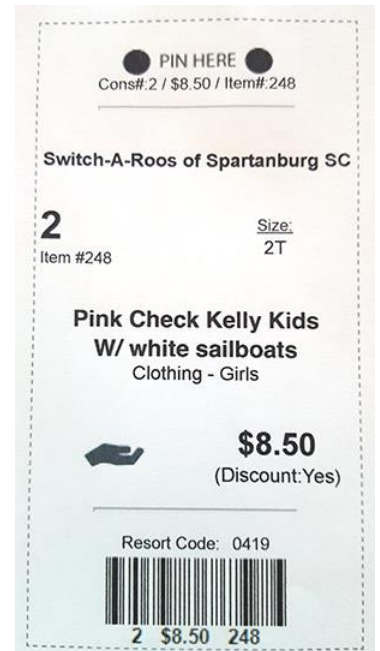 PIN HERE
Cons#:2 / $8.50 / Item#:248
Switch-A-Roos of Spartanburg SC
2
Size:
2T
Item #248
Pink Check Kelly Kids
W/ white sailboats
Clothing - Girls
$8.50
(Discount:Yes)
Resort Code: 0419
2 $8.50 248